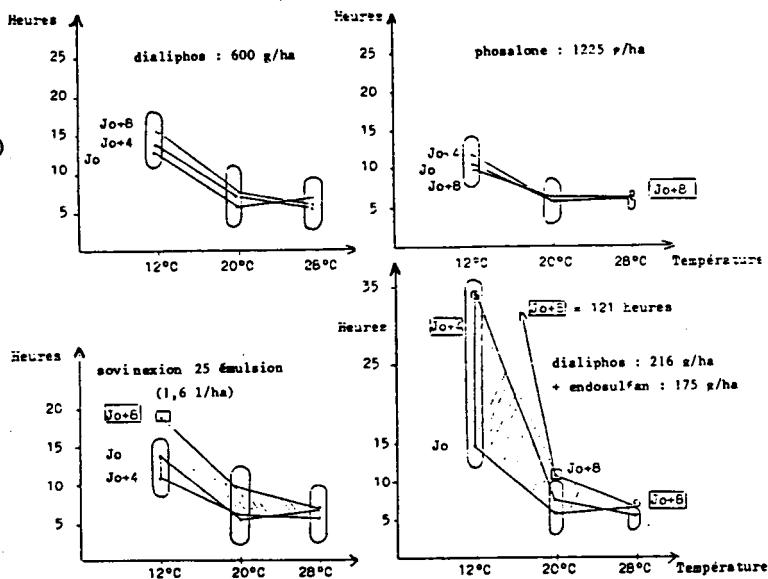 Heures
25
20
15
10
5
dialiphos : 600 g/ha
Jo+8
Jo+4
Jo
12°C
20°C
26°C
Heures
25
20
15
10
5
phosalone : 1225 g/ha
Jo-4
Jo
Jo+8
Jo+8
12°C
20°C
28°C
Température
Heures
20
15
10
5
sovinexion 25 émulsion
(1,6 l/ha)
Jo+6
Jo
Jo+4
12°C
20°C
28°C
35
Heures
25
15
10
5
Jo
Jo+8 = 121 heures
dialiphos : 216 g/ha
+ endosulfan : 175 g/ha
Jo+8
Jo+8
12°C
20°C
28°C
Température